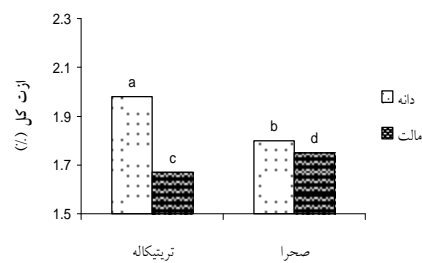 2.3
2.1
1.9
1.7
1.5
ازت کل (٪)
a
c
b
d
تریتیکاله
صحرا
دانه
مالت